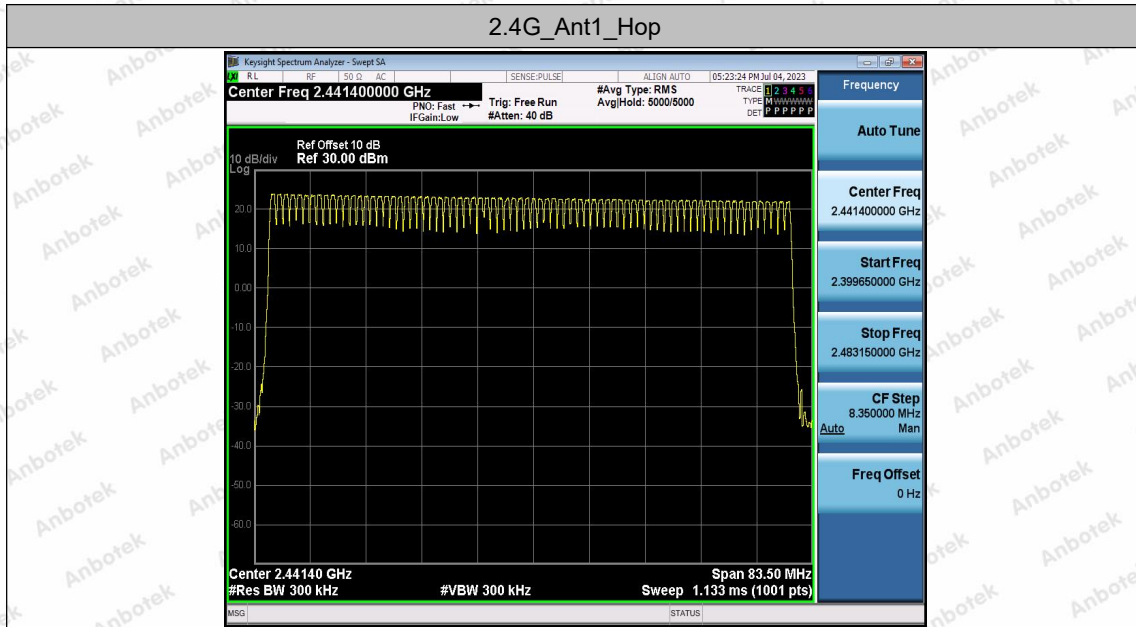 2.4G_Ant1_Hop
Keysight Spectrum Analyzer - Swept SA
RL RF 50 Ω AC SENSE:PULSE ALIGN AUTO 05:23:24 PM Jul 04, 2023
Center Freq 2.441400000 GHz
PNO: Fast
IFGain:Low
Trig: Free Run
#Atten: 40 dB
#Avg Type: RMS
Avg|Hold: 5000/5000
TRACE 1 2 3 4 5 6
TYPE M WWWWW
DET P P P P P P
Frequency
Auto Tune
Center Freq
2.441400000 GHz
Start Freq
2.399650000 GHz
Stop Freq
2.483150000 GHz
CF Step
8.350000 MHz
Auto Man
Freq Offset
0 Hz
Ref Offset 10 dB
10 dB/div Ref 30.00 dBm
Log
20.0
10.0
0.00
-10.0
-20.0
-30.0
-40.0
-50.0
-60.0
Center 2.44140 GHz Span 83.50 MHz
#Res BW 300 kHz #VBW 300 kHz Sweep 1.133 ms (1001 pts)
MSG STATUS
Anbotek